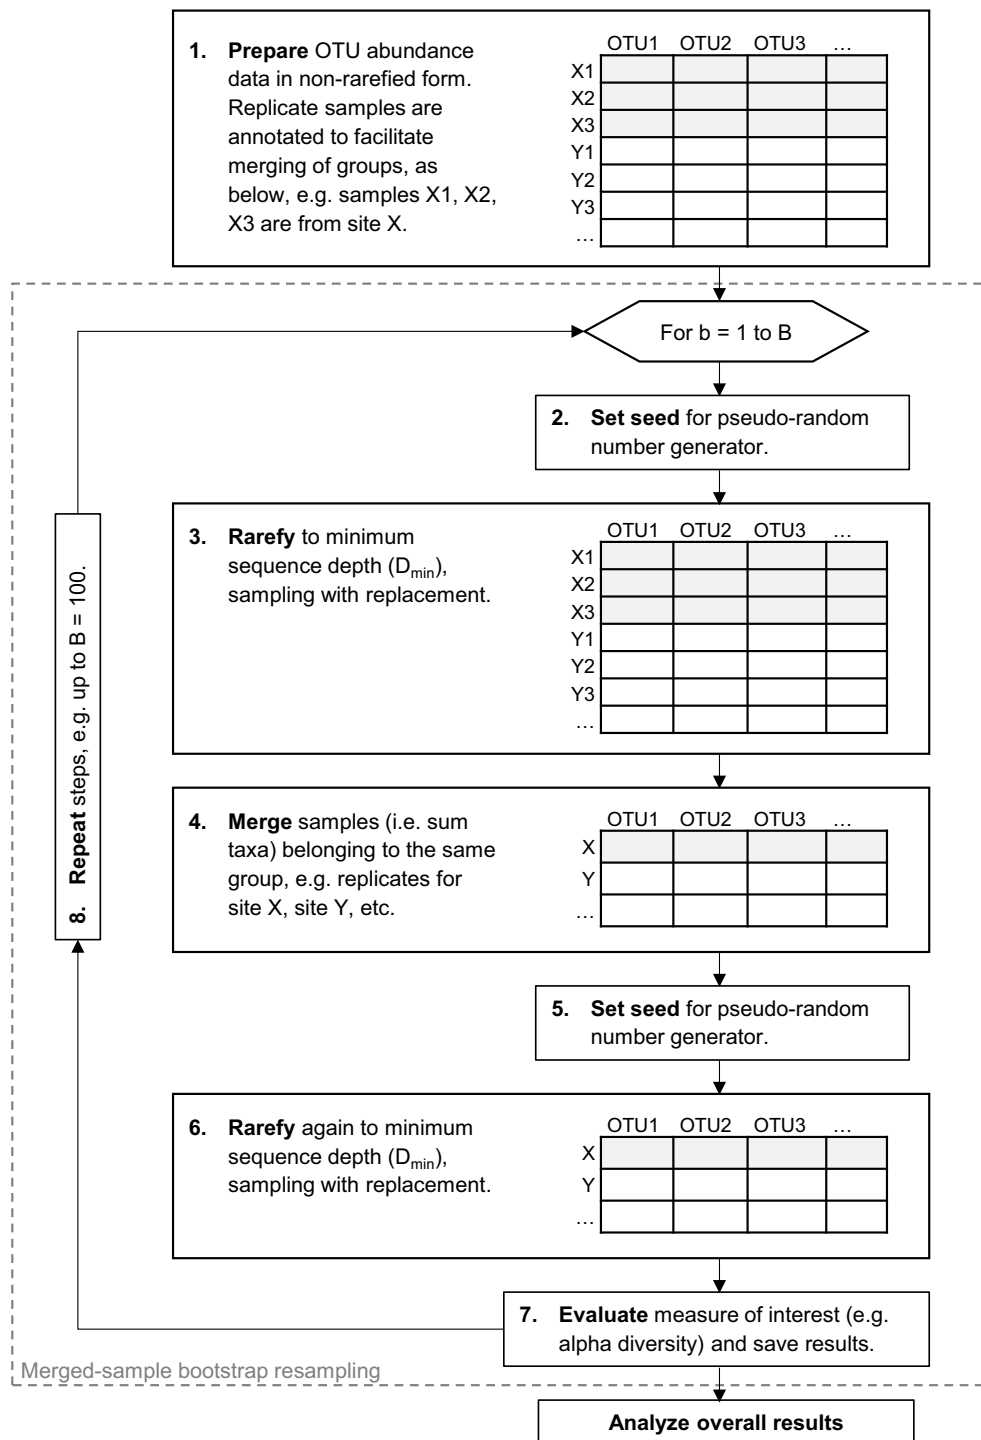 1. Prepare OTU abundance
data in non-rarefied form.
Replicate samples are
annotated to facilitate
merging of groups, as
below, e.g. samples X1, X2,
X3 are from site X.
OTU1 OTU2 OTU3 …
X1
X2
X3
Y1
Y2
Y3
…
For b = 1 to B
2. Set seed for pseudo-random
number generator.
3. Rarefy to minimum
sequence depth (Dmin),
sampling with replacement.
OTU1 OTU2 OTU3 …
X1
X2
X3
Y1
Y2
Y3
…
4. Merge samples (i.e. sum
taxa) belonging to the same
group, e.g. replicates for
site X, site Y, etc.
OTU1 OTU2 OTU3 …
X
Y
…
5. Set seed for pseudo-random
number generator.
6. Rarefy again to minimum
sequence depth (Dmin),
sampling with replacement.
OTU1 OTU2 OTU3 …
X
Y
…
7. Evaluate measure of interest (e.g.
alpha diversity) and save results.
8. Repeat steps, e.g. up to B = 100.
Merged-sample bootstrap resampling
Analyze overall results